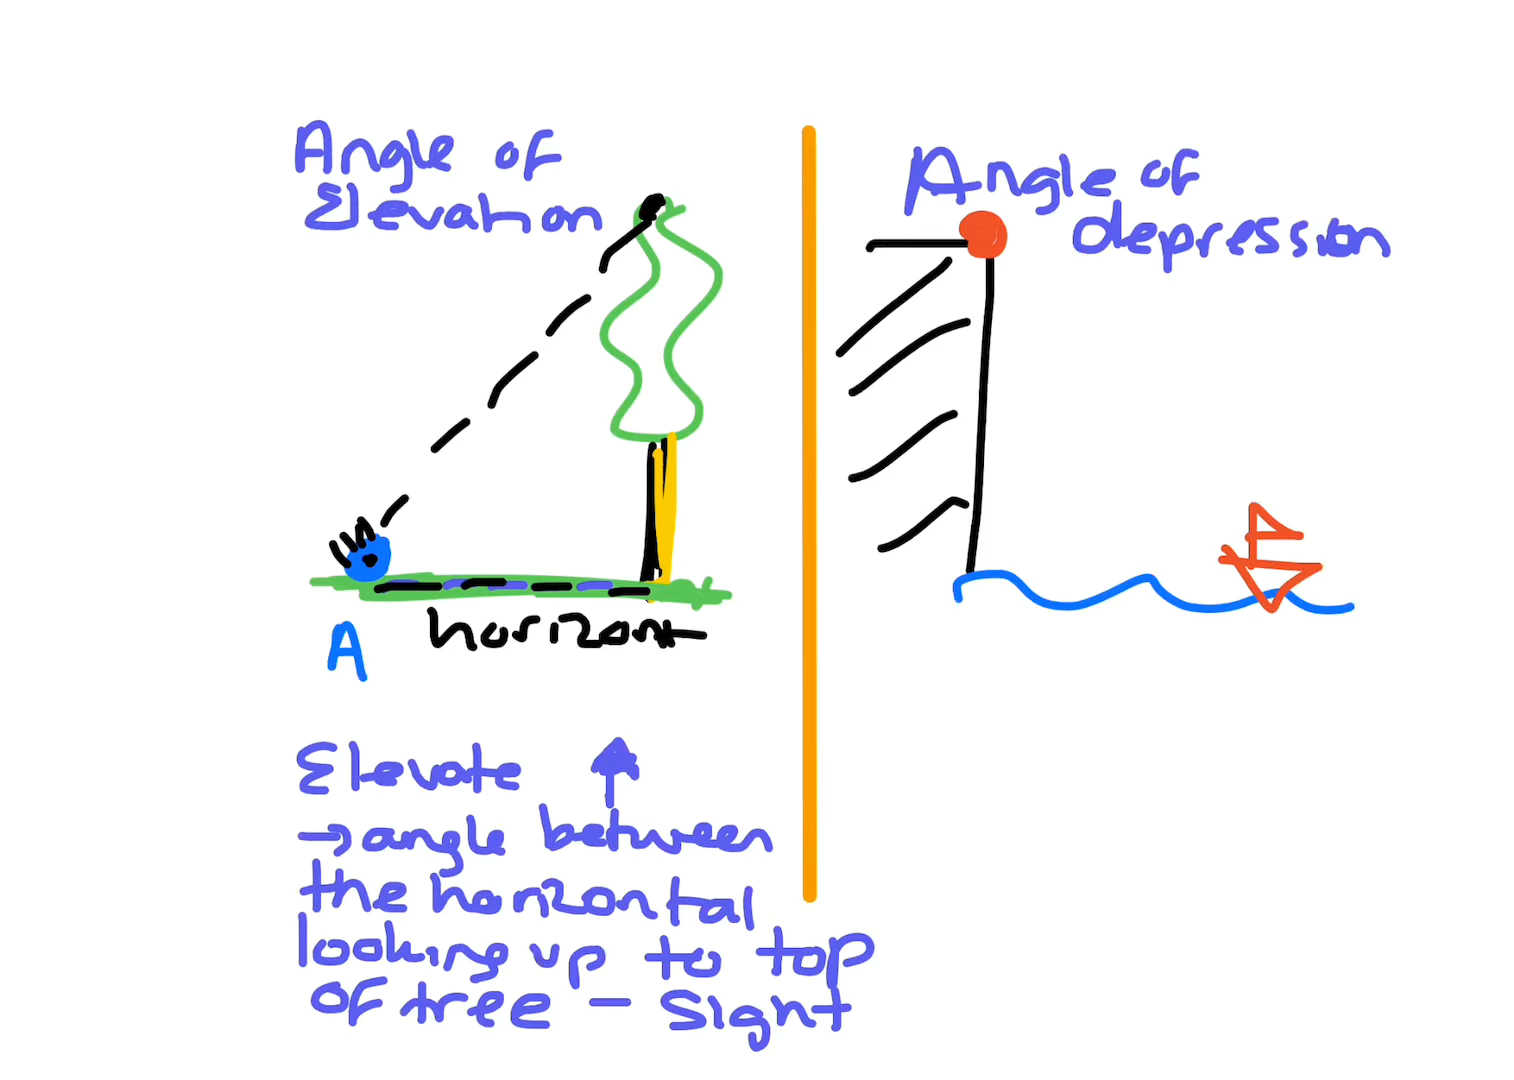 Angle of
Elevation
Angle of
depression
horizont
A
Elevate
→ angle between
the horizontal
looking up to top
of tree - Sight